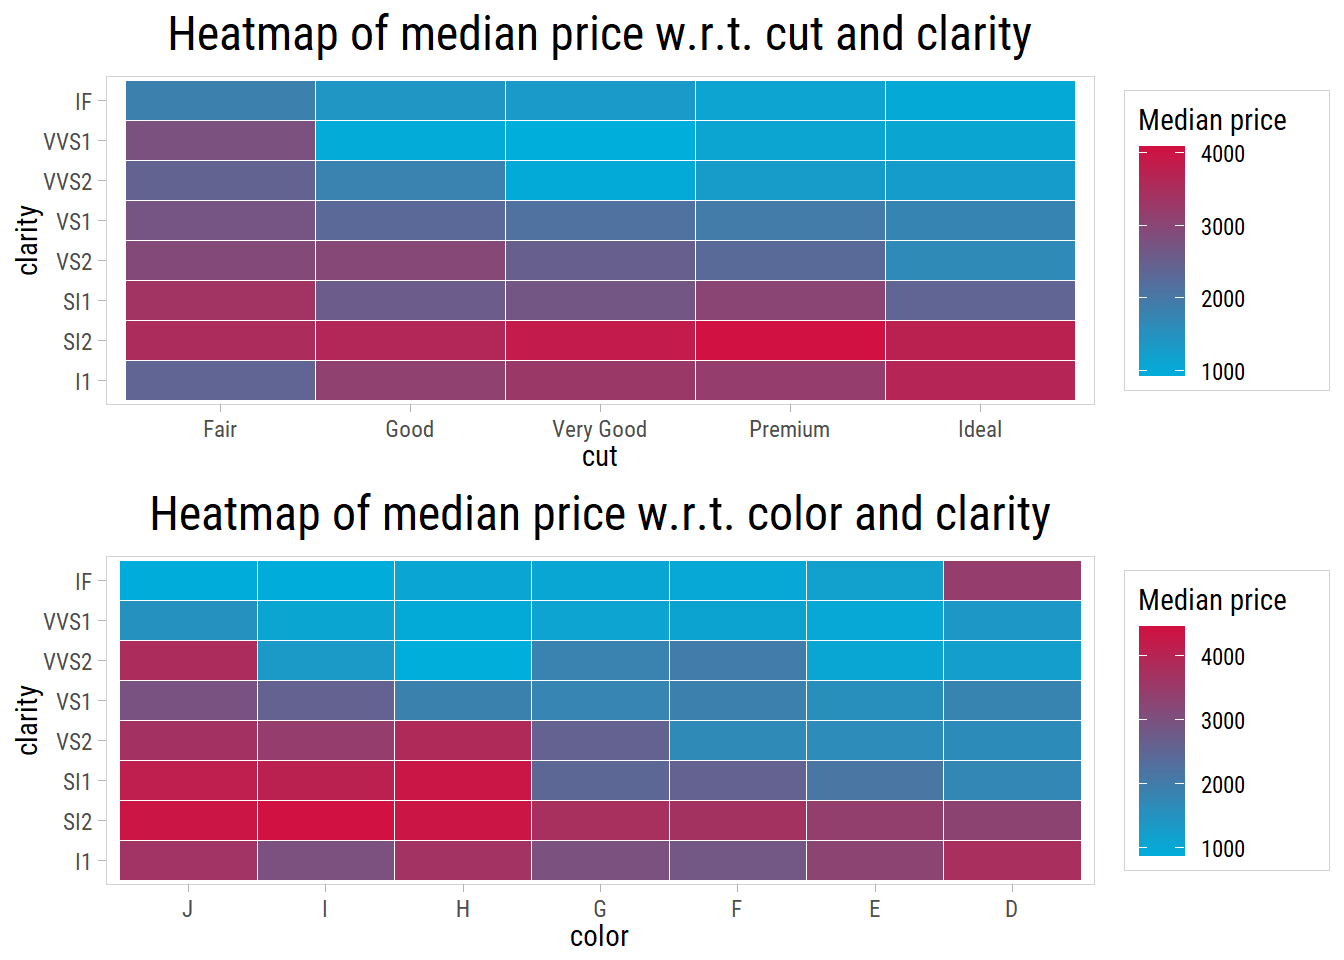 Heatmap of median price w.r.t. cut and clarity
clarity
IF
VVS1
VVS2
VS1
VS2
SI1
SI2
I1
Fair Good Very Good Premium Ideal
cut
Median price
4000
3000
2000
1000
Heatmap of median price w.r.t. color and clarity
clarity
IF
VVS1
VVS2
VS1
VS2
SI1
SI2
I1
J I H G F E D
color
Median price
4000
3000
2000
1000